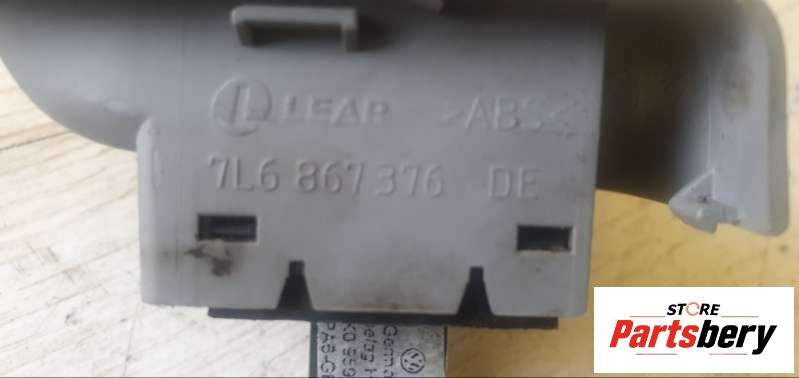 LEAR >ABS<
7L6 867 376 DE
STORE
Partsbery